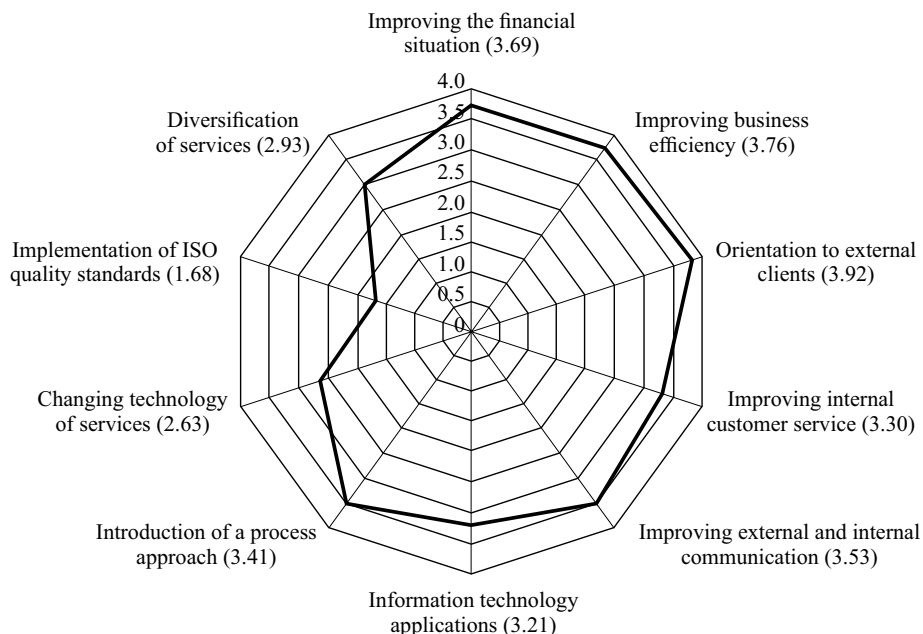 Improving the financial
situation (3.69)
Improving business
efficiency (3.76)
Orientation to external
clients (3.92)
Improving internal
customer service (3.30)
Improving external and internal
communication (3.53)
Information technology
applications (3.21)
Introduction of a process
approach (3.41)
Changing technology
of services (2.63)
Implementation of ISO
quality standards (1.68)
Diversification
of services (2.93)
4.0
3.5
3.0
2.5
2.0
1.5
1.0
0.5
0